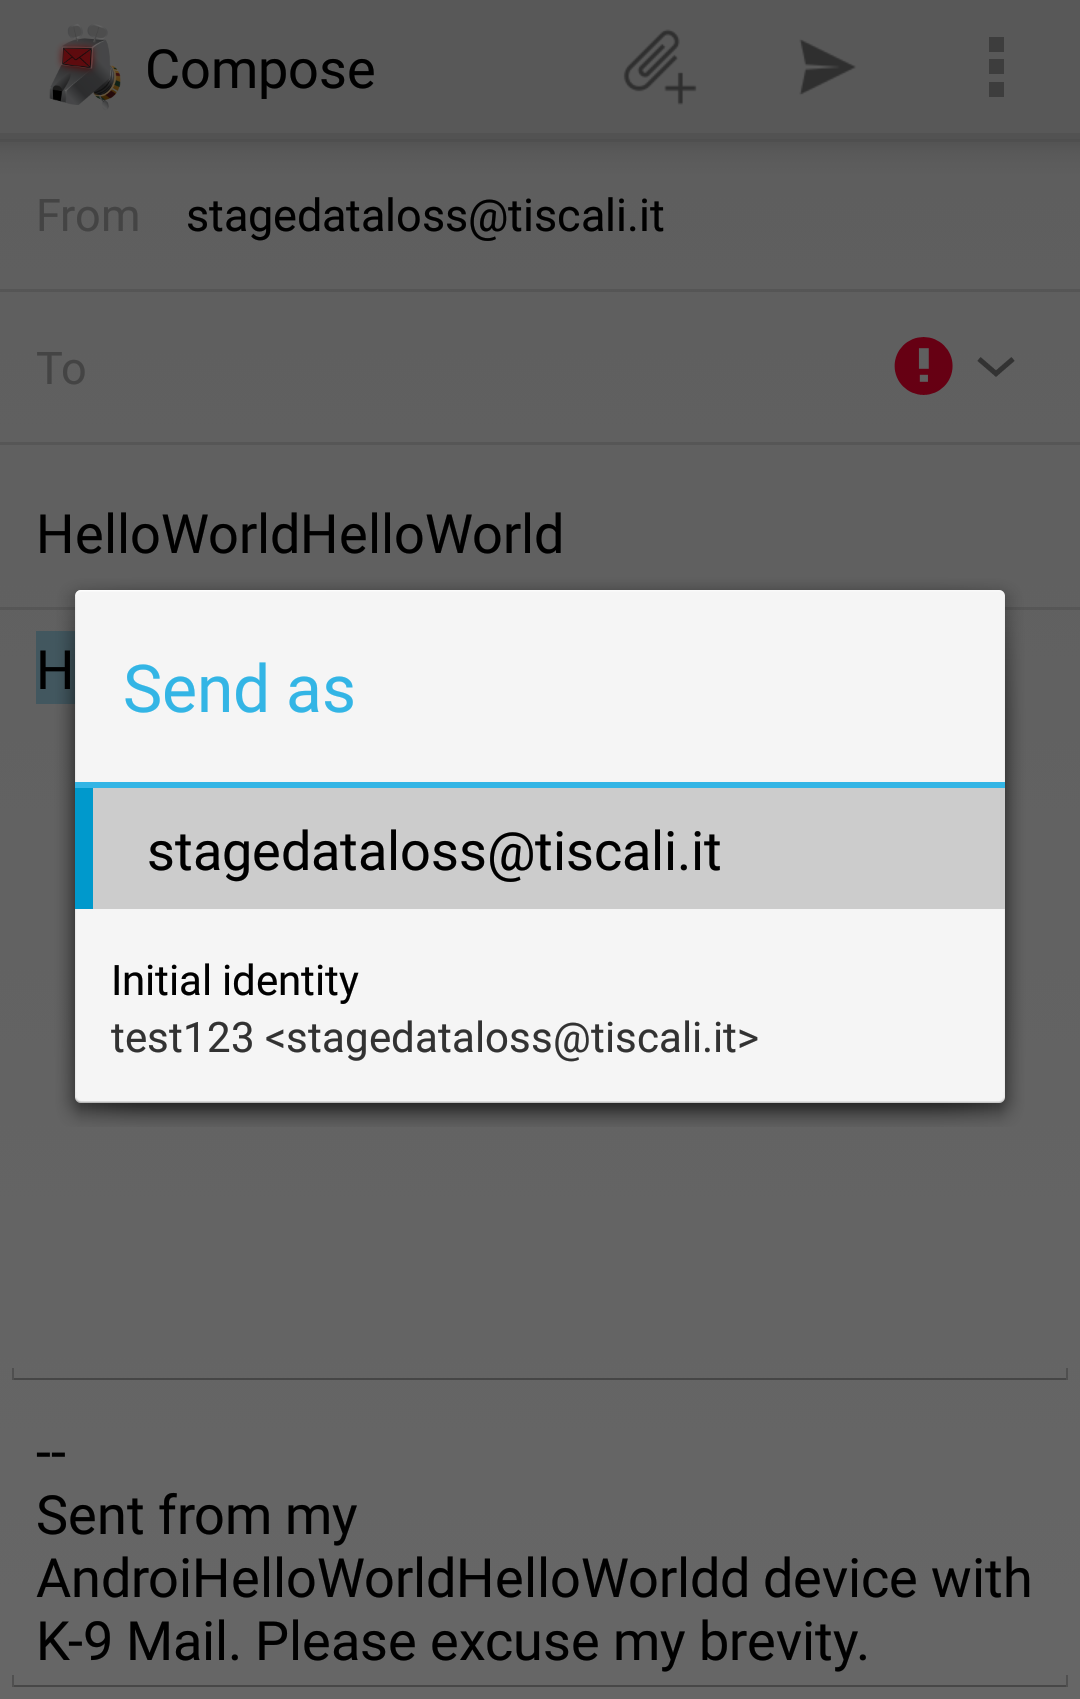 Compose
From stagedataloss@tiscali.it
To
HelloWorldHelloWorld
H
Send as
stagedataloss@tiscali.it
Initial identity
test123 <stagedataloss@tiscali.it>
--
Sent from my
AndroiHelloWorldHelloWorldd device with
K-9 Mail. Please excuse my brevity.